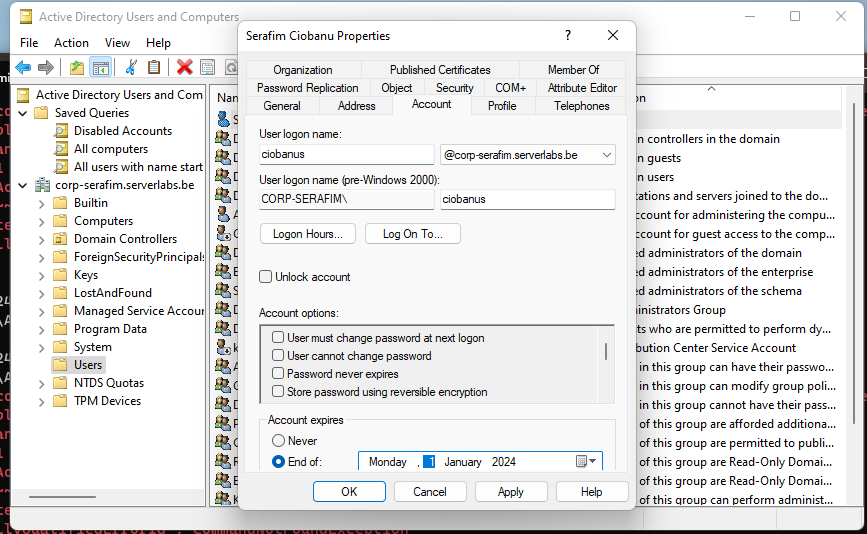 Active Directory Users and Computers
File Action View Help
Active Directory Users and Com
Saved Queries
Disabled Accounts
All computers
All users with name start
corp-serafim.serverlabs.be
Builtin
Computers
Domain Controllers
ForeignSecurityPrincipals
Keys
LostAndFound
Managed Service Accour
Program Data
System
Users
NTDS Quotas
TPM Devices
Nan
Serafim Ciobanu Properties
?
Organization Published Certificates Member Of
Password Replication Object Security COM+ Attribute Editor
General Address Account Profile Telephones
User logon name:
ciobanus @corp-serafim.serverlabs.be
User logon name (pre-Windows 2000):
CORP-SERAFIM\ ciobanus
Logon Hours... Log On To...
Unlock account
Account options:
User must change password at next logon
User cannot change password
Password never expires
Store password using reversible encryption
Account expires
Never
End of: Monday , 1 January 2024
OK Cancel Apply Help
on
n controllers in the domain
n guests
n users
tations and servers joined to the do...
ccount for administering the compu...
ccount for guest access to the comp...
ed administrators of the domain
ed administrators of the enterprise
ed administrators of the schema
inistrators Group
ts who are permitted to perform dy...
bution Center Service Account
in this group can have their passwo...
in this group can modify group poli...
in this group cannot have their pass...
of this group are afforded additiona...
of this group are permitted to publi...
of this group are Read-Only Domai...
of this group are Read-Only Domai...
in this group can perform administ...